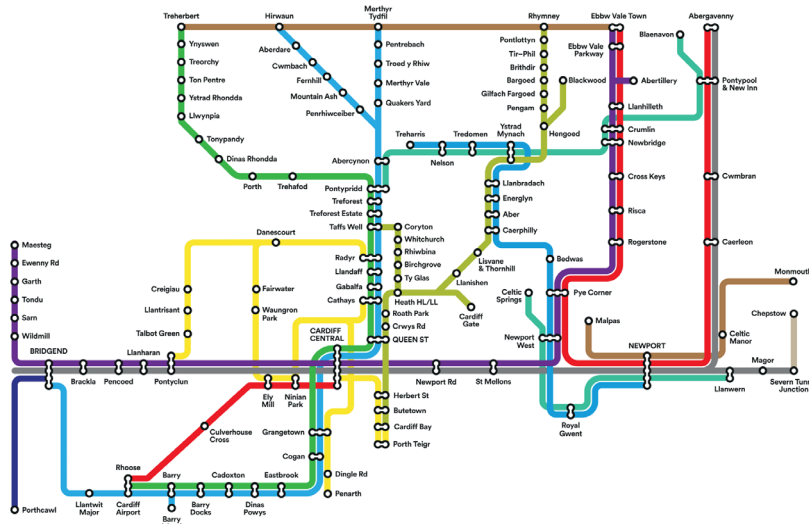 Treherbert
Hirwaun
Merthyr
Tydfil
Rhymney
Ebbw Vale Town
Abergavenny
Ynyswen
Treorchy
Ton Pentre
Ystrad Rhondda
Llwynpia
Tonypandy
Dinas Rhondda
Porth
Trehafod
Aberdare
Cwmbach
Fernhill
Mountain Ash
Penrhiwceiber
Pentrebach
Troed y Rhiw
Merthyr Vale
Quakers Yard
Abercynon
Pontypridd
Treforest
Treforest Estate
Taffs Well
Pontlottyn
Tir-Phil
Brithdir
Bargoed
Gilfach Fargoed
Pengam
Hengoed
Blackwood
Ebbw Vale
Parkway
Abertillery
Llanhilleth
Crumlin
Newbridge
Cross Keys
Risca
Rogerstone
Blaenavon
Pontypool
& New Inn
Cwmbran
Caerleon
Treharris
Nelson
Tredomen
Ystrad
Mynach
Llanbradach
Energlyn
Aber
Caerphilly
Lisvane
& Thornhill
Llanishen
Cardiff
Gate
Bedwas
Pye Corner
Celtic
Springs
Newport
West
Malpas
NEWPORT
Royal
Gwent
Monmouth
Chepstow
Celtic
Manor
Magor
Llanwern
Severn Tunn
Junction
Danescourt
Radyr
Llandaff
Gabalfa
Cathays
Coryton
Whitchurch
Rhiwbina
Birchgrove
Ty Glas
Heath HL/LL
Roath Park
Crwys Rd
QUEEN ST
CARDIFF
CENTRAL
Creigiau
Llantrisant
Talbot Green
Fairwater
Waungron
Park
Maesteg
Ewenny Rd
Garth
Tondu
Sarn
Wildmill
BRIDGEND
Brackla
Pencoed
Llanharan
Pontyclun
Ely
Mill
Ninian
Park
Newport Rd
St Mellons
Herbert St
Butetown
Cardiff Bay
Porth Teigr
Culverhouse
Cross
Grangetown
Cogan
Dingle Rd
Penarth
Rhoose
Barry
Cadoxton
Eastbrook
Porthcawl
Llantwit
Major
Cardiff
Airport
Barry
Barry
Docks
Dinas
Powys